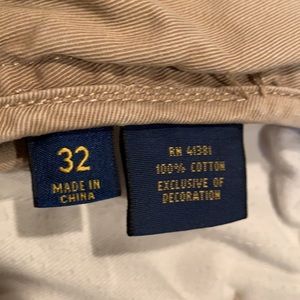 32
MADE IN
CHINA
RN 41381
100% COTTON
EXCLUSIVE OF
DECORATION